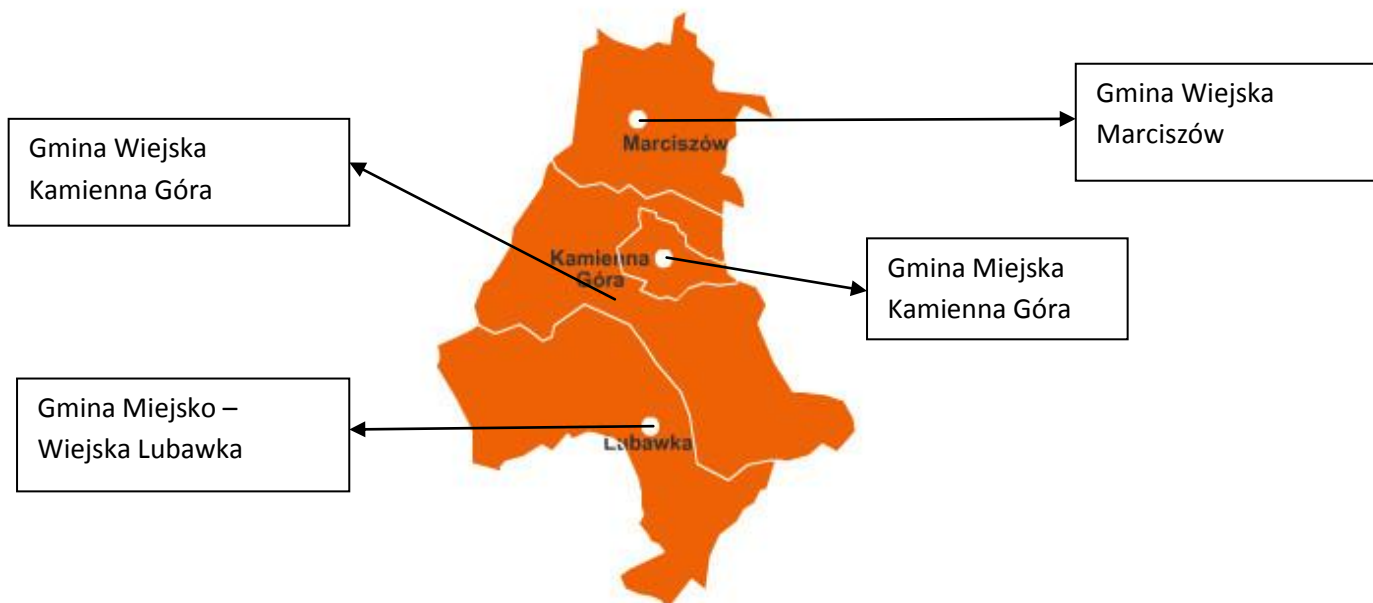 Gmina Wiejska
Marciszów
Gmina Wiejska
Kamienna Góra
Gmina Miejska
Kamienna Góra
Gmina Miejsko –
Wiejska Lubawka
Marciszów
Kamienna
Góra
Lubawka